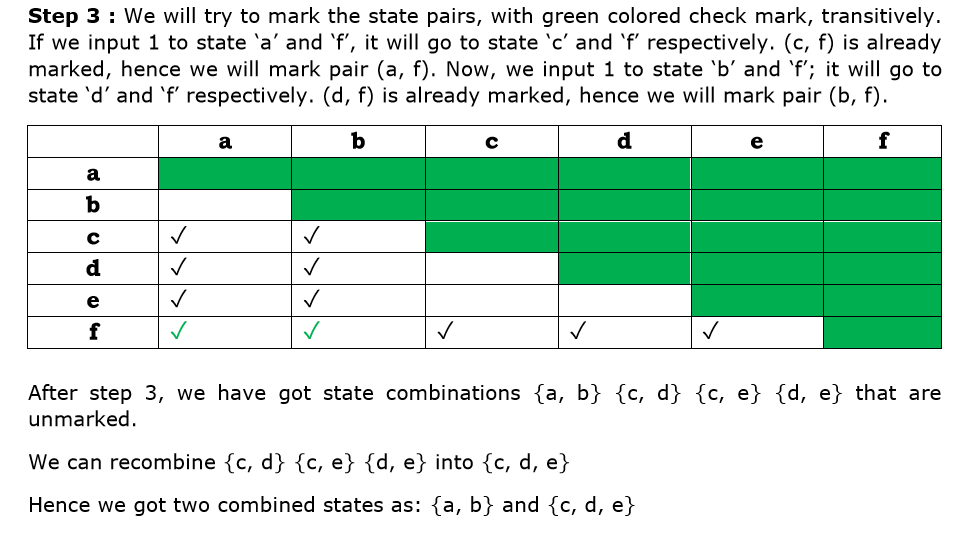 Step 3 : We will try to mark the state pairs, with green colored check mark, transitively.
If we input 1 to state ‘a’ and ‘f’, it will go to state ‘c’ and ‘f’ respectively. (c, f) is already
marked, hence we will mark pair (a, f). Now, we input 1 to state ‘b’ and ‘f’; it will go to
state ‘d’ and ‘f’ respectively. (d, f) is already marked, hence we will mark pair (b, f).
a b c d e f
a
b
c ✓ ✓
d ✓ ✓
e ✓ ✓
f ✓ ✓ ✓ ✓ ✓
After step 3, we have got state combinations {a, b} {c, d} {c, e} {d, e} that are
unmarked.
We can recombine {c, d} {c, e} {d, e} into {c, d, e}
Hence we got two combined states as: {a, b} and {c, d, e}